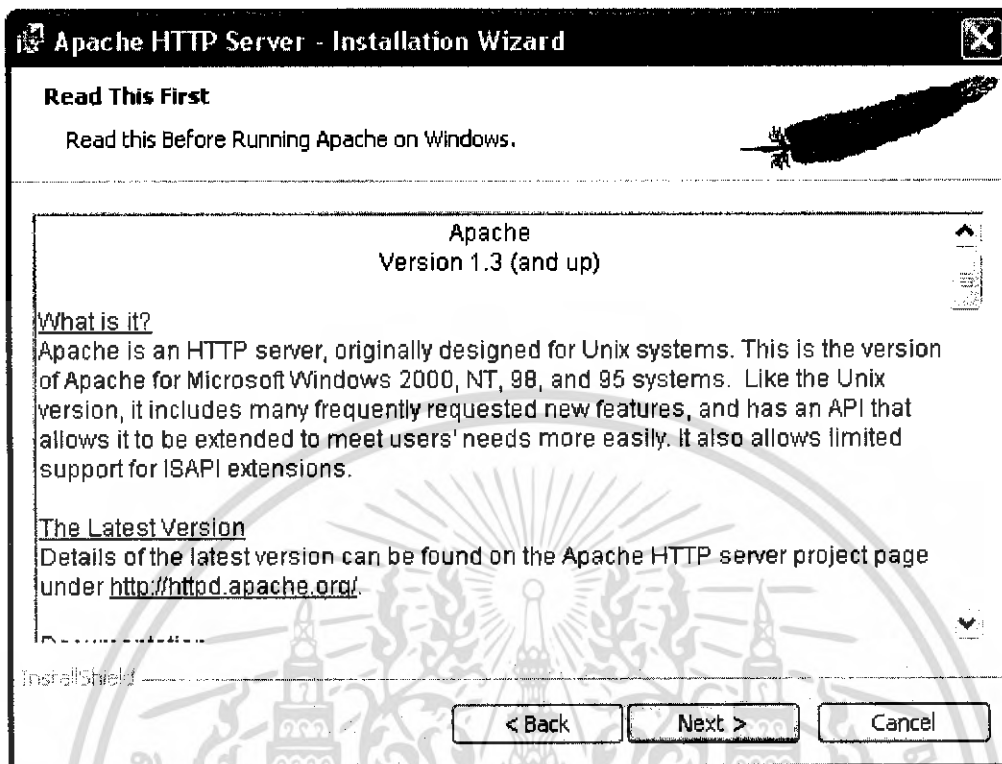 Apache HTTP Server - Installation Wizard
Read This First
Read this Before Running Apache on Windows.
Apache
Version 1.3 (and up)
What is it?
Apache is an HTTP server, originally designed for Unix systems. This is the version
of Apache for Microsoft Windows 2000, NT, 98, and 95 systems. Like the Unix
version, it includes many frequently requested new features, and has an API that
allows it to be extended to meet users' needs more easily. It also allows limited
support for ISAPI extensions.
The Latest Version
Details of the latest version can be found on the Apache HTTP server project page
under http://httpd.apache.org/.
InstallShield
< Back
Next >
Cancel